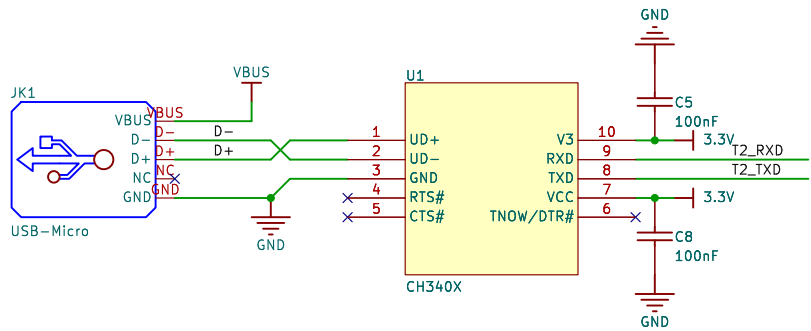 GND
JK1
VBUS
U1
VBUS
VBUS
D-
D-
D-
D+
D+
D+
NC
NC
GND
GND
USB-Micro
GND
1
UD+
2
UD-
3
GND
4
RTS#
5
CTS#
V3
10
RXD
9
TXD
8
VCC
7
TNOW/DTR#
6
CH340X
C5
100nF
3.3V
T2_RXD
T2_TXD
3.3V
C8
100nF
GND